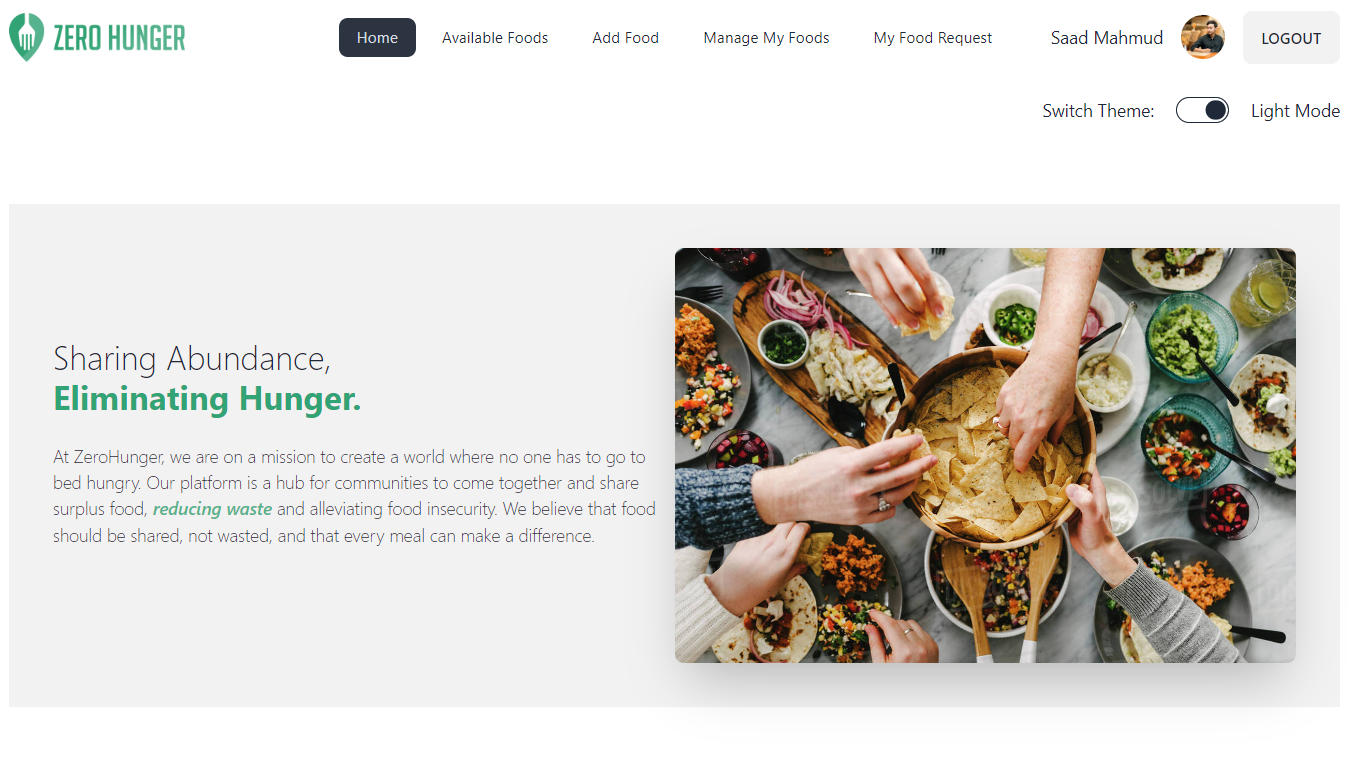 ZERO HUNGER
Home
Available Foods
Add Food
Manage My Foods
My Food Request
Saad Mahmud
LOGOUT
Switch Theme:
Light Mode
Sharing Abundance,
Eliminating Hunger.
At ZeroHunger, we are on a mission to create a world where no one has to go to
bed hungry. Our platform is a hub for communities to come together and share
surplus food, reducing waste and alleviating food insecurity. We believe that food
should be shared, not wasted, and that every meal can make a difference.